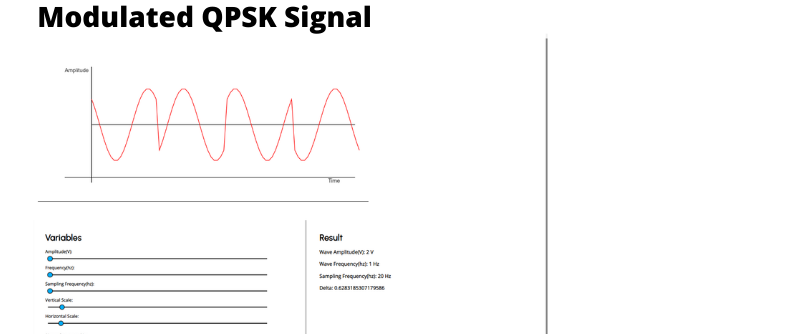 Modulated QPSK Signal
Amplitude
Time
Variables
Amplitude(V):
Frequency(hz):
Sampling Frequency(hz):
Vertical Scale:
Horizontal Scale:
Result
Wave Amplitude(V): 2 V
Wave Frequency(hz): 1 Hz
Sampling Frequency(hz): 20 Hz
Delta: 0.6283185307179586